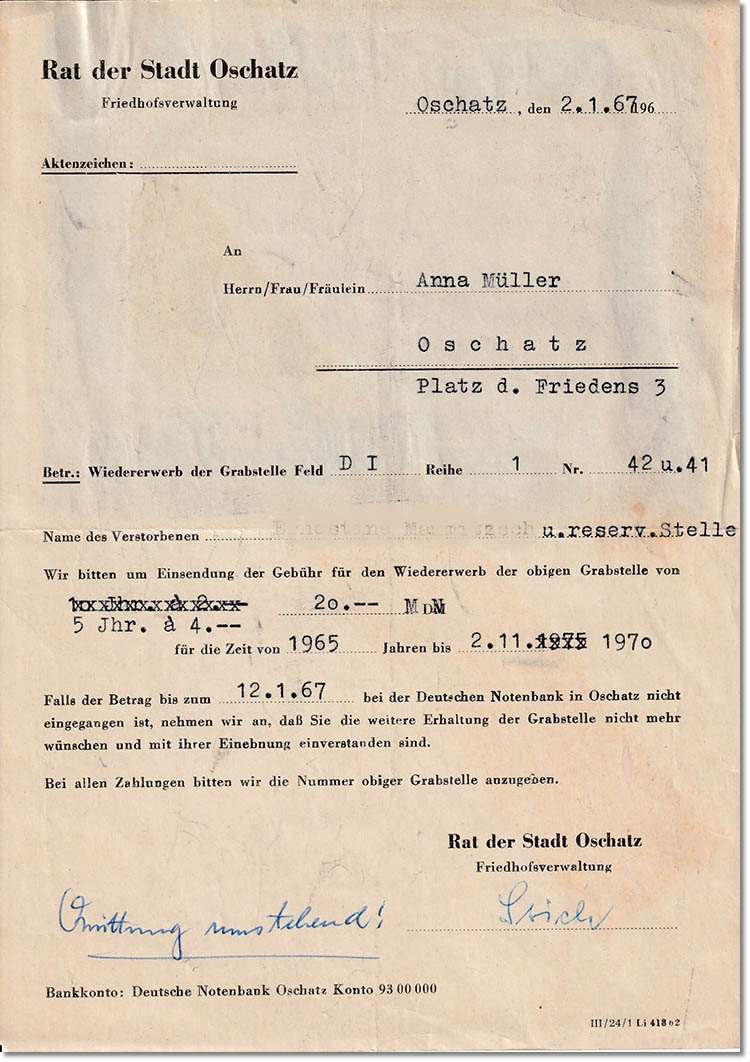 Rat der Stadt Oschatz
Friedhofsverwaltung
Oschatz, den 2.1.67 196
Aktenzeichen:
An
Herrn/Frau/Fräulein Anna Müller
Oschatz
Platz d. Friedens 3
Betr.: Wiedererwerb der Grabstelle Feld D I Reihe 1 Nr. 42 u. 41
Name des Verstorbenen u.reserv.Stelle
Wir bitten um Einsendung der Gebühr für den Wiedererwerb der obigen Grabstelle von
20.-- MDN
5 Jhr. à 4.--
für die Zeit von 1965 Jahren bis 2.11. 1970
Falls der Betrag bis zum 12.1.67 bei der Deutschen Notenbank in Oschatz nicht
eingegangen ist, nehmen wir an, daß Sie die weitere Erhaltung der Grabstelle nicht mehr
wünschen und mit ihrer Einebnung einverstanden sind.
Bei allen Zahlungen bitten wir die Nummer obiger Grabstelle anzugeben.
Rat der Stadt Oschatz
Friedhofsverwaltung
Quittung umstehend!
Bankkonto: Deutsche Notenbank Oschatz Konto 93 00 000
III/24/1 Li 418 62